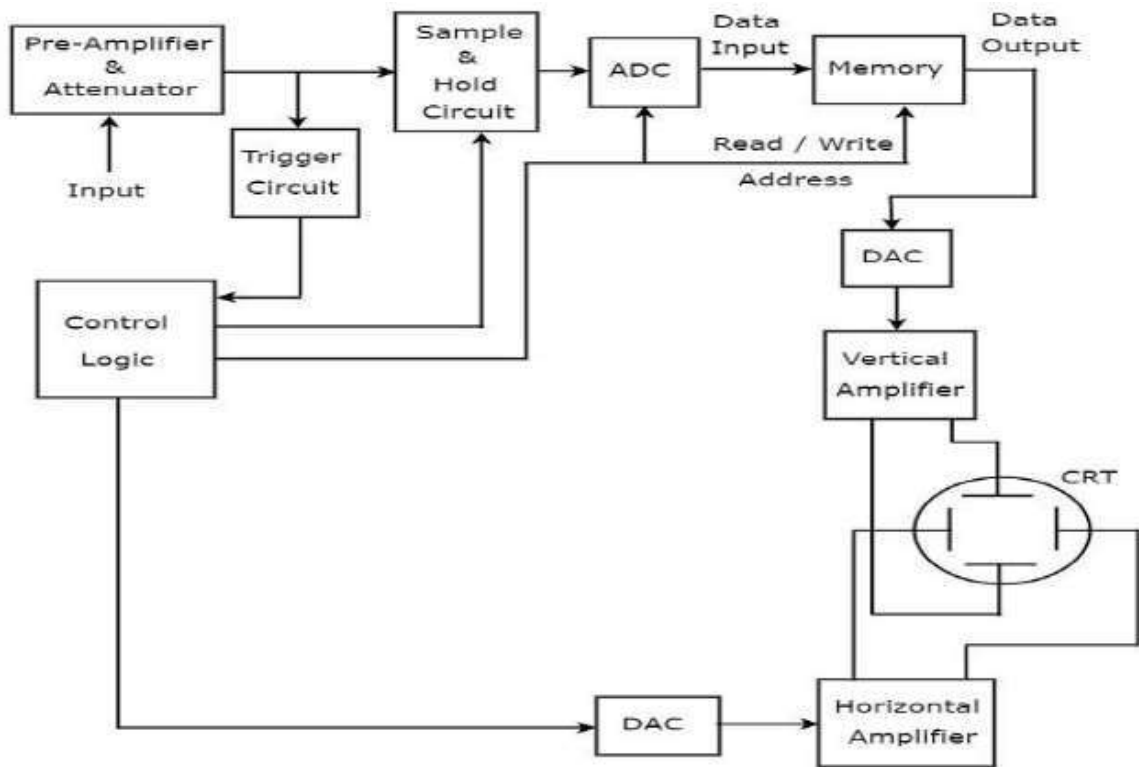 Pre-Amplifier
&
Attenuator
Input
Trigger
Circuit
Sample
&
Hold
Circuit
ADC
Data
Input
Memory
Data
Output
Read / Write
Address
Control
Logic
DAC
Vertical
Amplifier
CRT
DAC
Horizontal
Amplifier